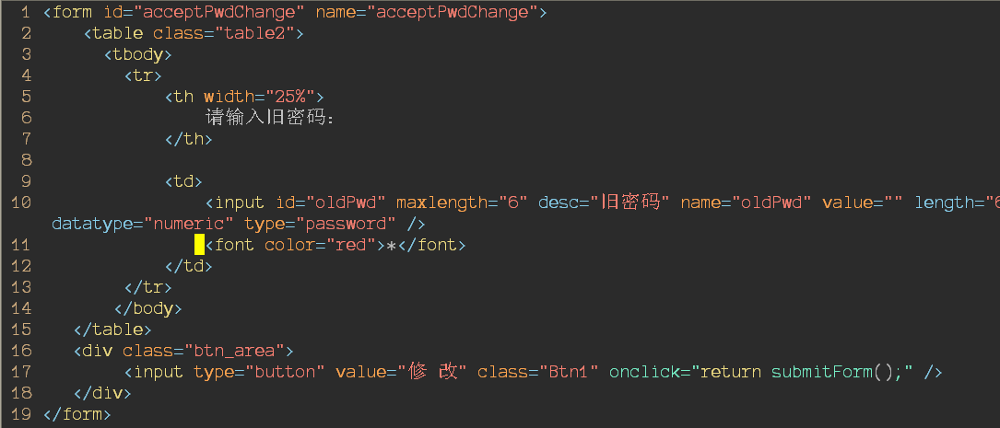 1 <form id="acceptPwdChange" name="acceptPwdChange">
2 <table class="table2">
3 <tbody>
4 <tr>
5 <th width="25%">
6 请输入旧密码：
7 </th>
8
9 <td>
10 <input id="oldPwd" maxlength="6" desc="旧密码" name="oldPwd" value="" length="6
datatype="numeric" type="password" />
11 <font color="red">*</font>
12 </td>
13 </tr>
14 </body>
15 </table>
16 <div class="btn_area">
17 <input type="button" value="修 改" class="Btn1" onclick="return submitForm();" />
18 </div>
19 </form>